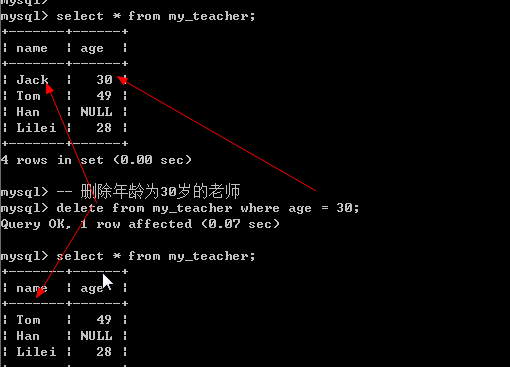 mysql> select * from my_teacher;
+-------+------+
| name  | age  |
+-------+------+
| Jack  |   30 |
| Tom   |   49 |
| Han   | NULL |
| Lilei |   28 |
+-------+------+
4 rows in set (0.00 sec)
mysql> -- 删除年龄为30岁的老师
mysql> delete from my_teacher where age = 30;
Query OK, 1 row affected (0.07 sec)
mysql> select * from my_teacher;
+-------+------+
| name  | age  |
+-------+------+
| Tom   |   49 |
| Han   | NULL |
| Lilei |   28 |